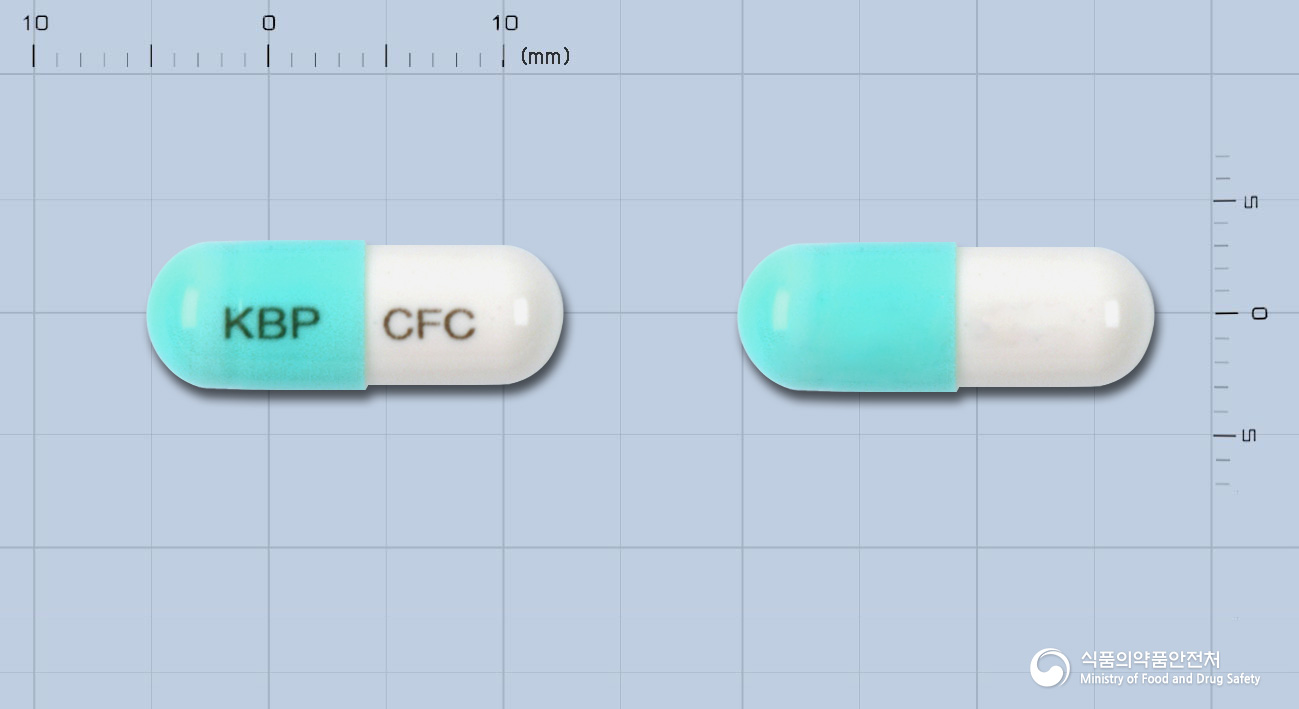 10 0 10
(mm)
KBP CFC
5
0
5
식품의약품안전처
Ministry of Food and Drug Safety